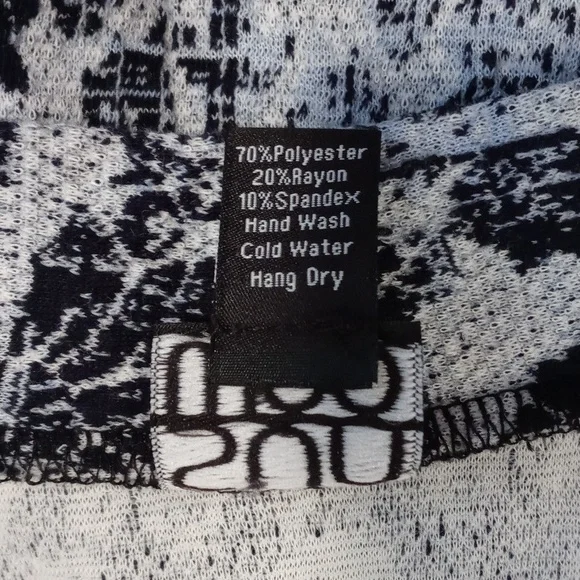 70%Polyester
20%Rayon
10%Spandex
Hand Wash
Cold Water
Hang Dry